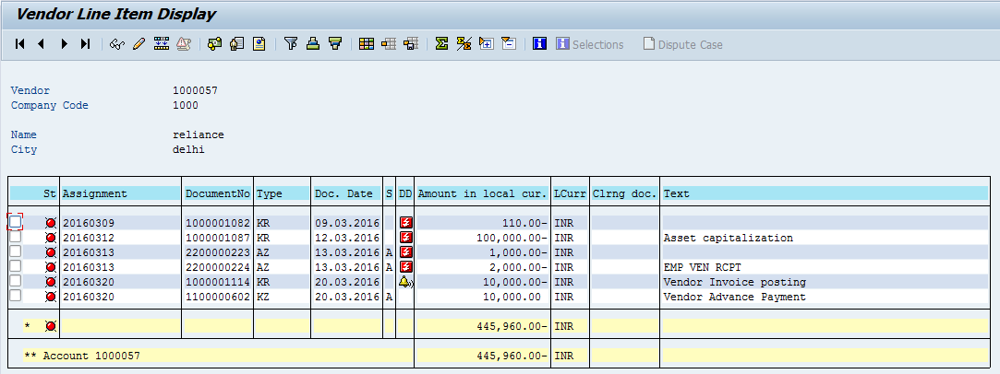 Vendor Line Item Display
Selections Dispute Case
Vendor 1000057
Company Code 1000
Name reliance
City delhi
St Assignment DocumentNo Type Doc. Date S DD Amount in local cur. LCurr Clrng doc. Text
20160309 1000001082 KR 09.03.2016 110.00- INR
20160312 1000001087 KR 12.03.2016 100,000.00- INR Asset capitalization
20160313 2200000223 AZ 13.03.2016 A 1,000.00- INR
20160313 2200000224 AZ 13.03.2016 A 2,000.00- INR EMP VEN RCPT
20160320 1000001114 KR 20.03.2016 10,000.00- INR Vendor Invoice posting
20160320 1100000602 KZ 20.03.2016 A 10,000.00 INR Vendor Advance Payment
* 445,960.00- INR
** Account 1000057 445,960.00- INR